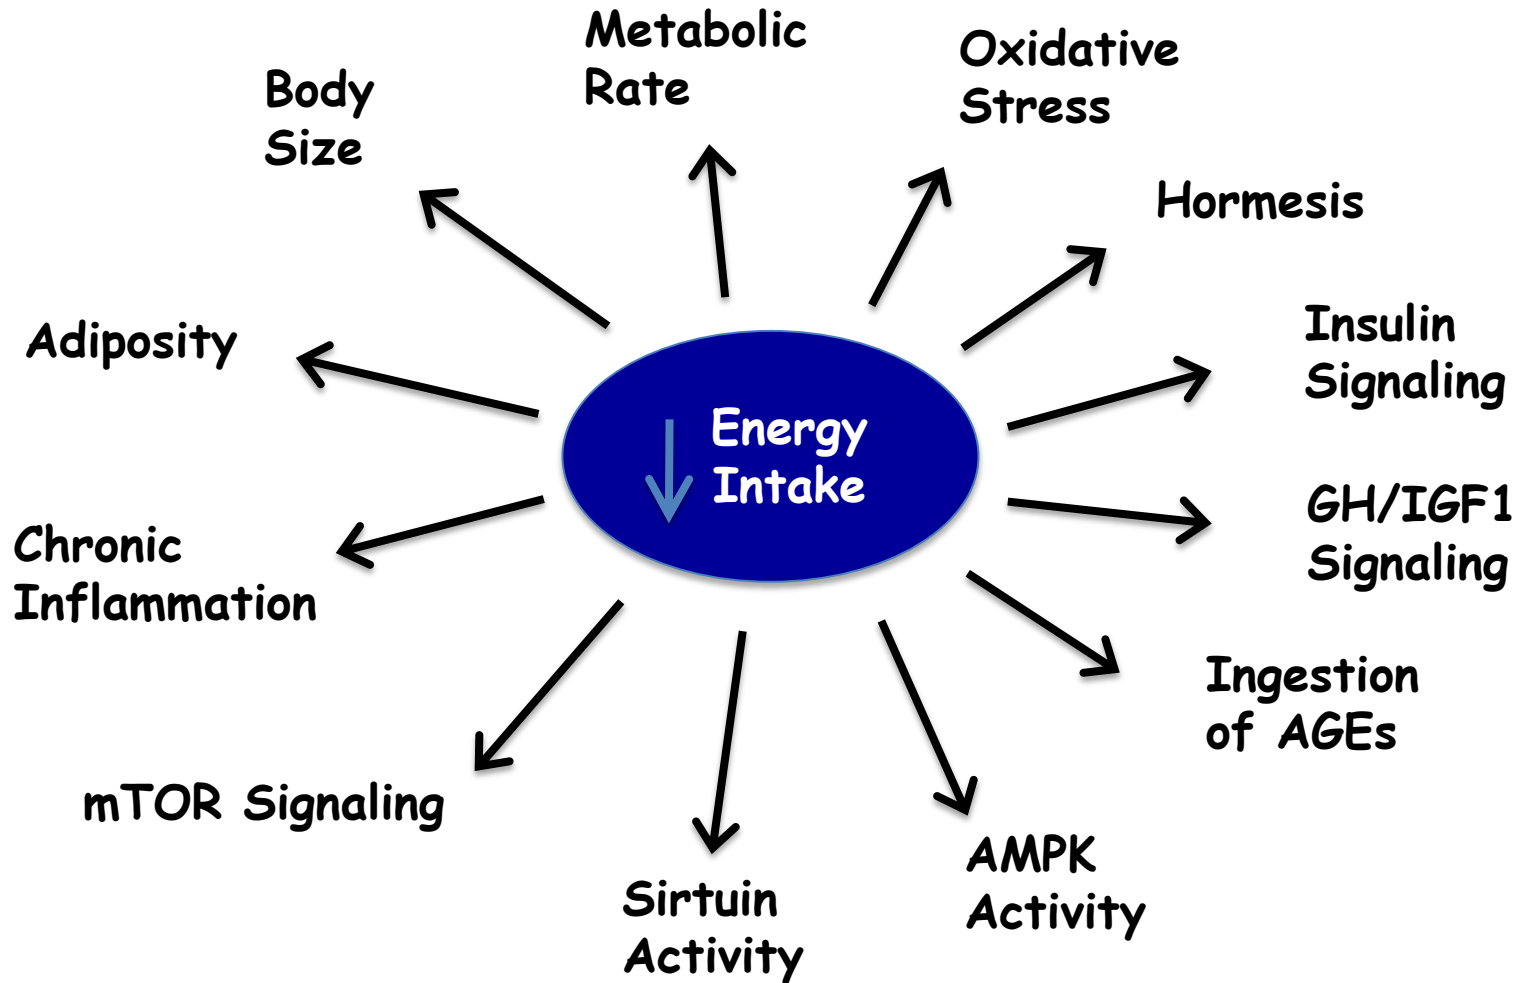 Metabolic
Rate
Oxidative
Stress
Body
Size
Hormesis
Insulin
Signaling
Adiposity
Energy
Intake
GH/IGF1
Signaling
Chronic
Inflammation
Ingestion
of AGEs
mTOR Signaling
AMPK
Activity
Sirtuin
Activity